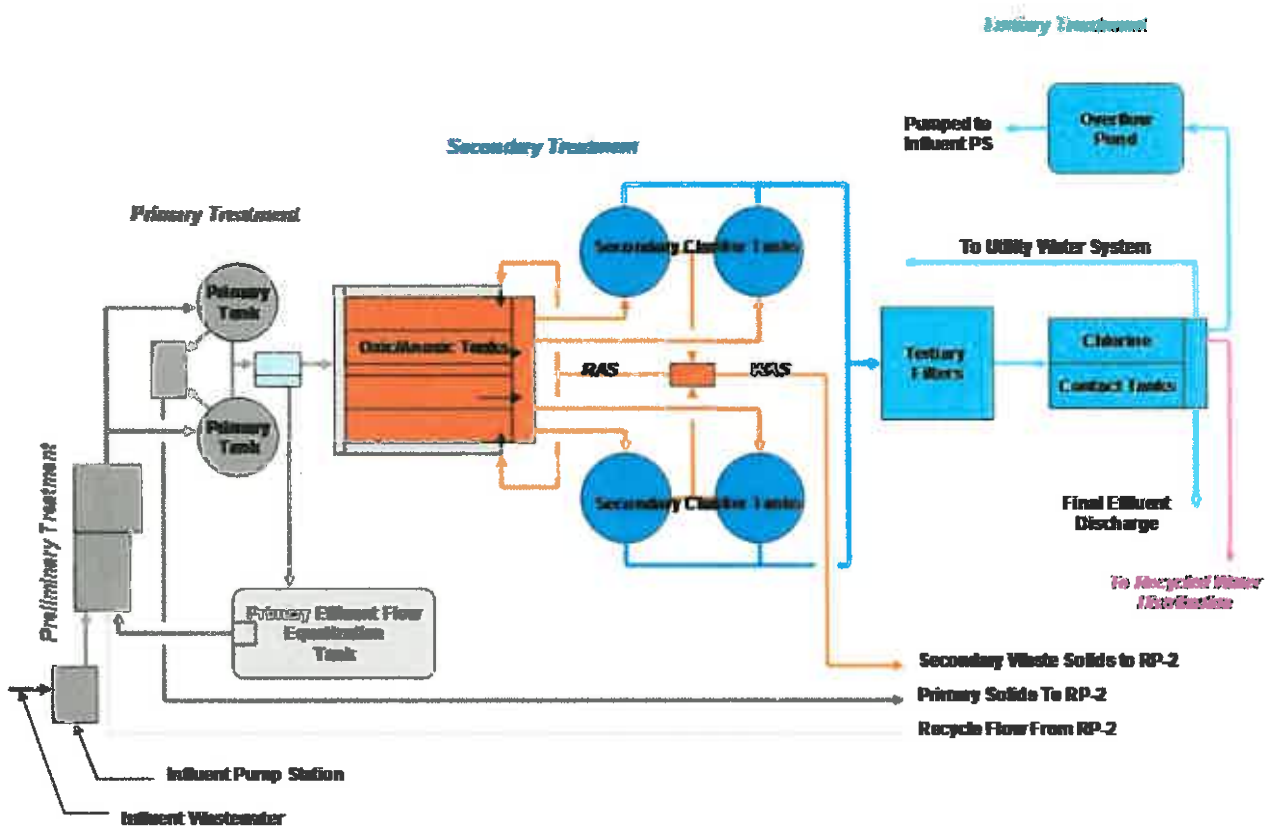 Tertiary Treatment
Overflow
Pond
Pumped to
Influent PS
Secondary Treatment
Primary Treatment
Secondary Clarifier Tanks
To Utility Water System
Primary
Tank
Oxic/Anoxic Tanks
RAS
WAS
Tertiary
Filters
Chlorine
Contact Tanks
Primary
Tank
Preliminary Treatment
Secondary Clarifier Tanks
Final Effluent
Discharge
To Recycled Water
Distribution
Primary Effluent Flow
Equalization
Tank
Secondary Waste Solids to RP-2
Primary Solids To RP-2
Recycle Flow From RP-2
Influent Pump Station
Influent Wastewater